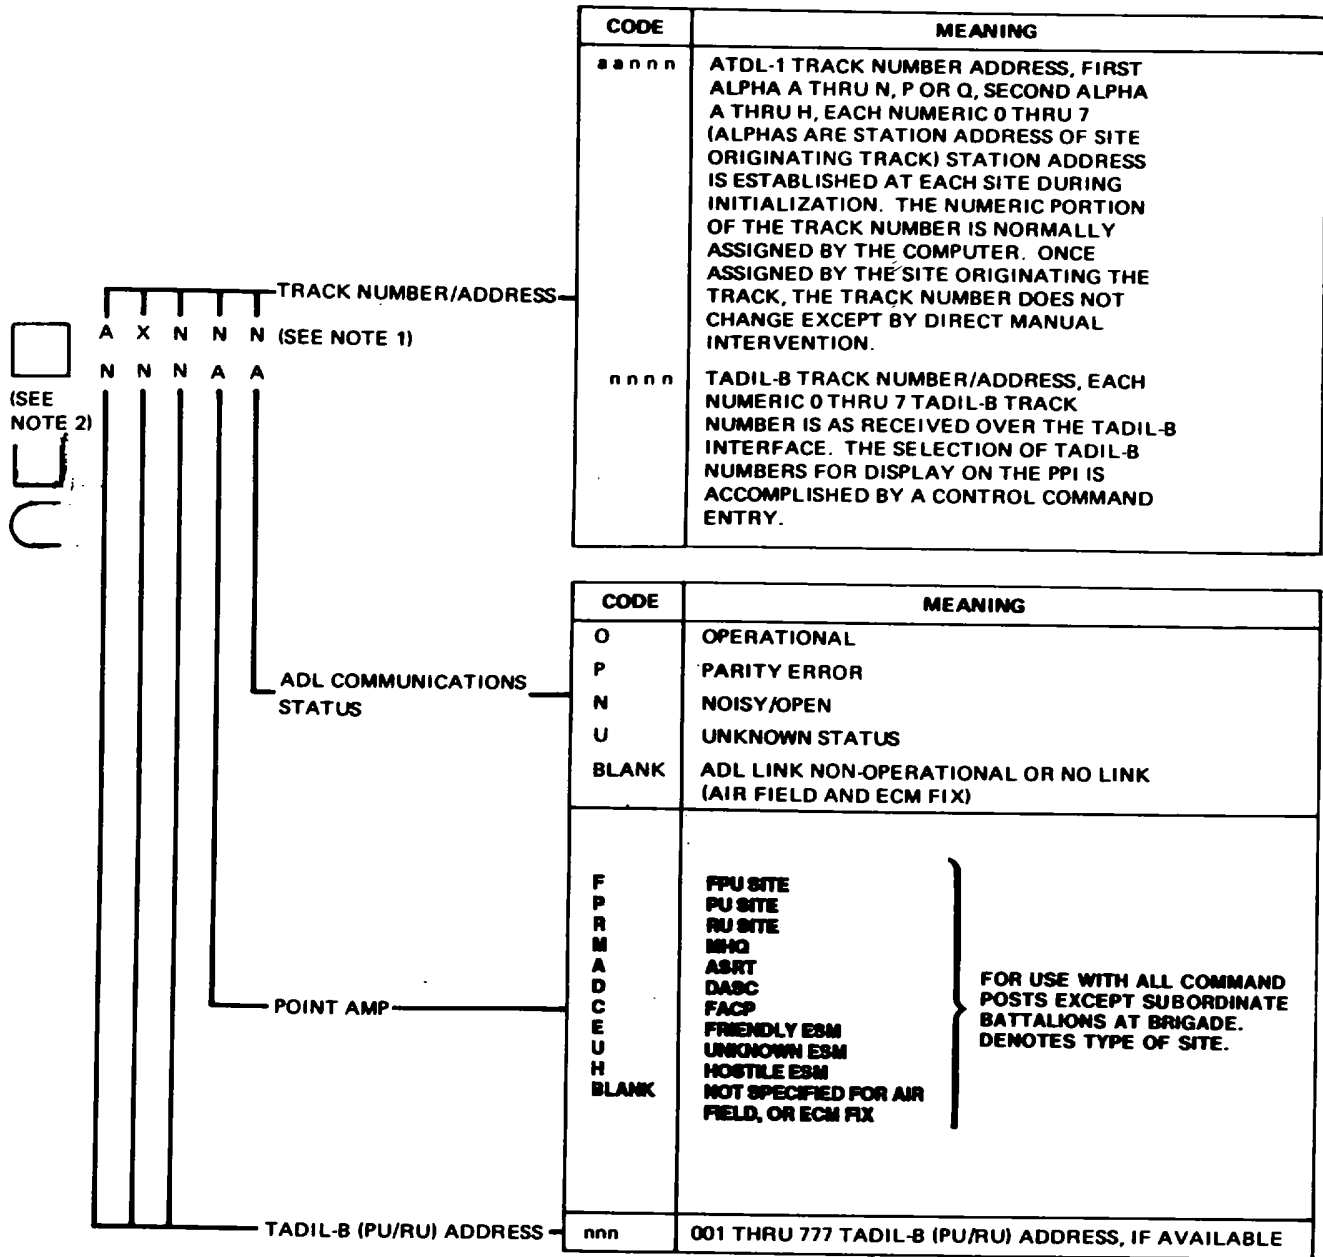 CODE MEANING
aannn ATDL-1 TRACK NUMBER ADDRESS, FIRST
ALPHA A THRU N, P OR Q, SECOND ALPHA
A THRU H, EACH NUMERIC 0 THRU 7
(ALPHAS ARE STATION ADDRESS OF SITE
ORIGINATING TRACK) STATION ADDRESS
IS ESTABLISHED AT EACH SITE DURING
INITIALIZATION. THE NUMERIC PORTION
OF THE TRACK NUMBER IS NORMALLY
ASSIGNED BY THE COMPUTER. ONCE
ASSIGNED BY THE SITE ORIGINATING THE
TRACK, THE TRACK NUMBER DOES NOT
CHANGE EXCEPT BY DIRECT MANUAL
INTERVENTION.
nnnn TADIL-B TRACK NUMBER/ADDRESS, EACH
NUMERIC 0 THRU 7 TADIL-B TRACK
NUMBER IS AS RECEIVED OVER THE TADIL-B
INTERFACE. THE SELECTION OF TADIL-B
NUMBERS FOR DISPLAY ON THE PPI IS
ACCOMPLISHED BY A CONTROL COMMAND
ENTRY.
TRACK NUMBER/ADDRESS
A X N N N (SEE NOTE 1)
N N N A A
(SEE
NOTE 2)
CODE MEANING
O OPERATIONAL
P PARITY ERROR
N NOISY/OPEN
U UNKNOWN STATUS
BLANK ADL LINK NON-OPERATIONAL OR NO LINK
(AIR FIELD AND ECM FIX)
ADL COMMUNICATIONS
STATUS
F FPU SITE
P PU SITE
R RU SITE
M MHQ
A ASRT
D DASC
C FACP
E FRIENDLY ESM
U UNKNOWN ESM
H HOSTILE ESM
BLANK NOT SPECIFIED FOR AIR
FIELD, OR ECM FIX
FOR USE WITH ALL COMMAND
POSTS EXCEPT SUBORDINATE
BATTALIONS AT BRIGADE.
DENOTES TYPE OF SITE.
POINT AMP
TADIL-B (PU/RU) ADDRESS nnn 001 THRU 777 TADIL-B (PU/RU) ADDRESS, IF AVAILABLE